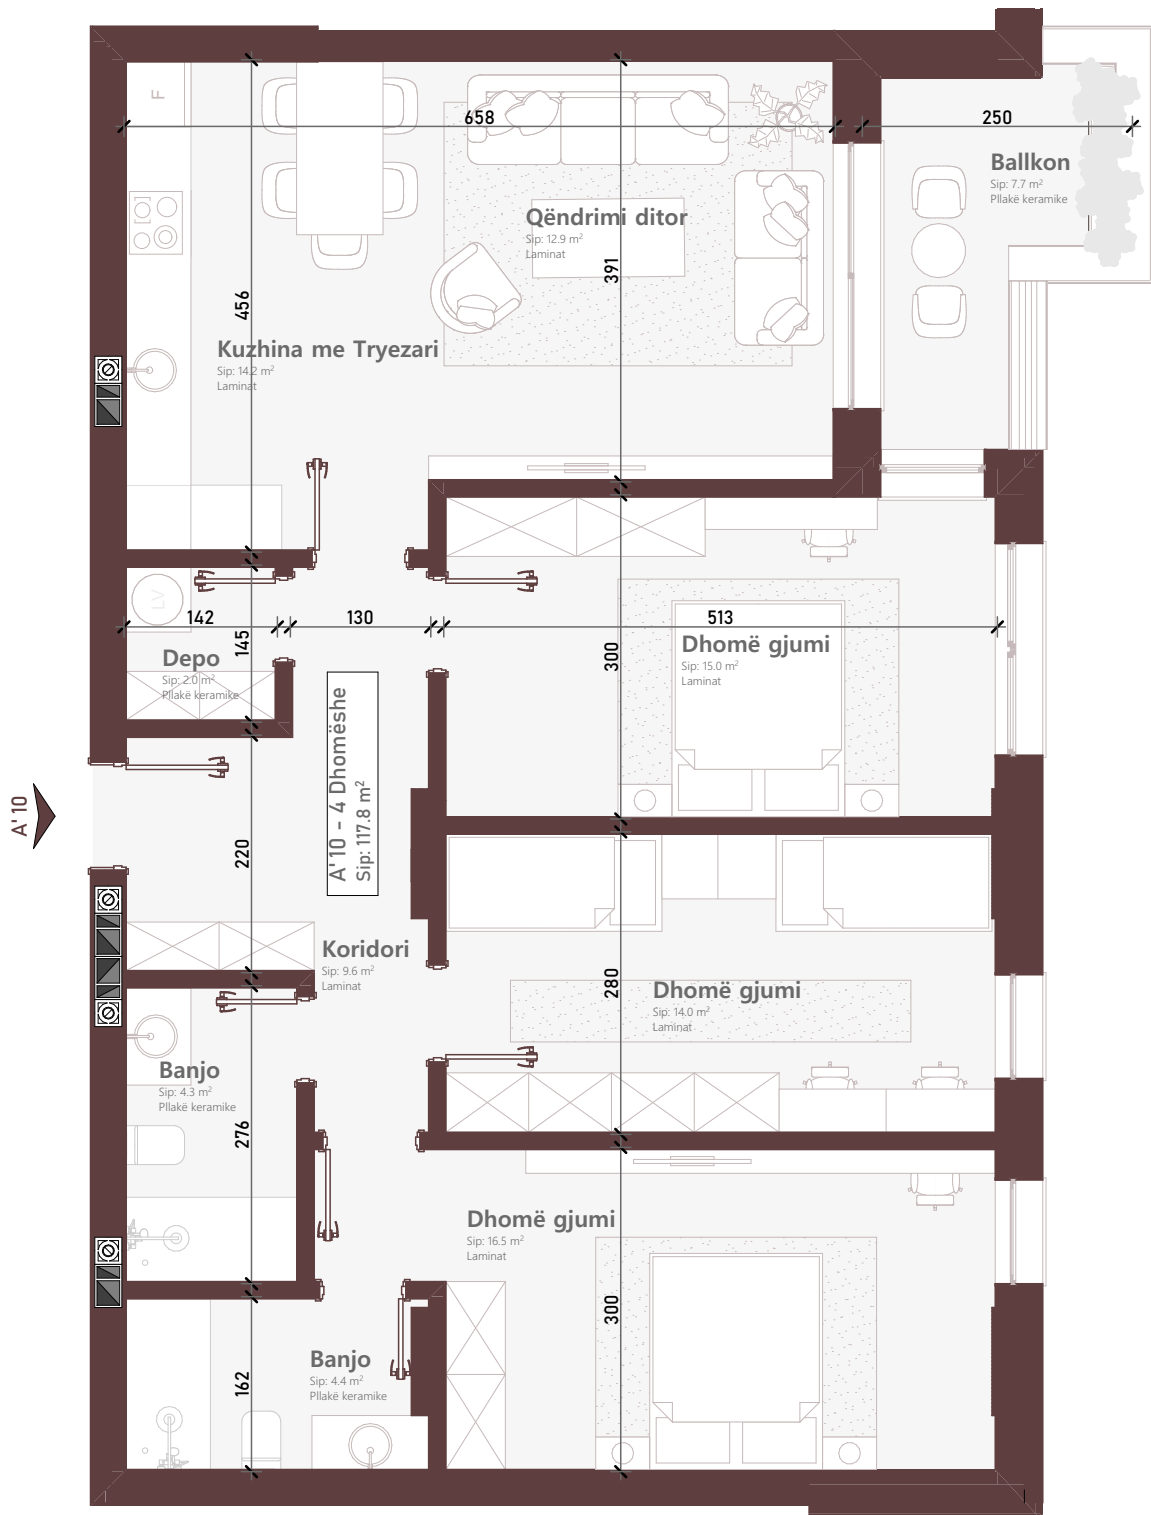 F
658
250
Ballkon
Sip: 7.7 m²
Pllakë keramike
Qëndrimi ditor
Sip: 12.9 m²
Laminat
391
456
Kuzhina me Tryezari
Sip: 14.2 m²
Laminat
LV
142
145
130
513
300
Depo
Sip: 2.0 m²
Pllakë keramike
Dhomë gjumi
Sip: 15.0 m²
Laminat
A'10 - 4 Dhomëshe
Sip: 117.8 m²
A'10
220
Koridori
Sip: 9.6 m²
Laminat
280
Dhomë gjumi
Sip: 14.0 m²
Laminat
Banjo
Sip: 4.3 m²
Pllakë keramike
276
Dhomë gjumi
Sip: 16.5 m²
Laminat
300
Banjo
Sip: 4.4 m²
Pllakë keramike
162